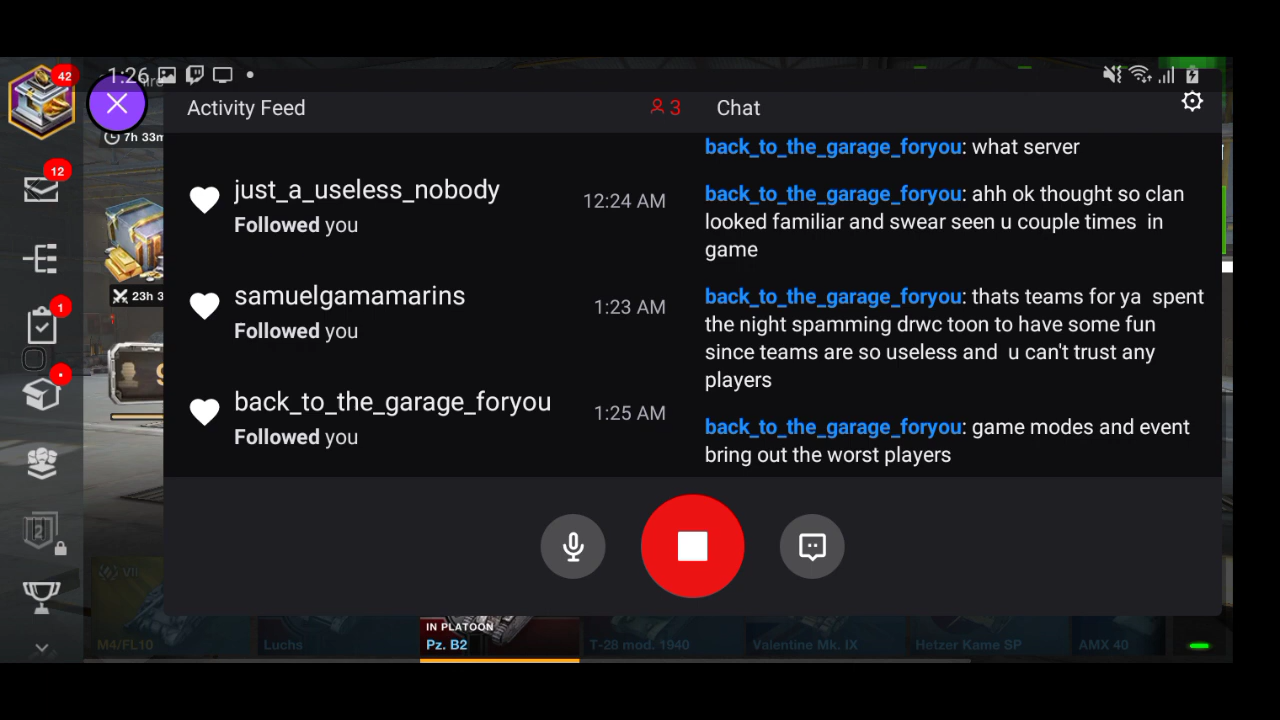 42
1:26
7h 33m
12
23h 3
1
Activity Feed
3
just_a_useless_nobody
12:24 AM
Followed you
samuelgamamarins
1:23 AM
Followed you
back_to_the_garage_foryou
1:25 AM
Followed you
Chat
back_to_the_garage_foryou: what server
back_to_the_garage_foryou: ahh ok thought so clan
looked familiar and swear seen u couple times in
game
back_to_the_garage_foryou: thats teams for ya spent
the night spamming drwc toon to have some fun
since teams are so useless and u can't trust any
players
back_to_the_garage_foryou: game modes and event
bring out the worst players
2
VII
M4/FL10
Luchs
IN PLATOON
Pz. B2
T-28 mod. 1940
Valentine Mk. IX
Hetzer Kame SP
AMX 40